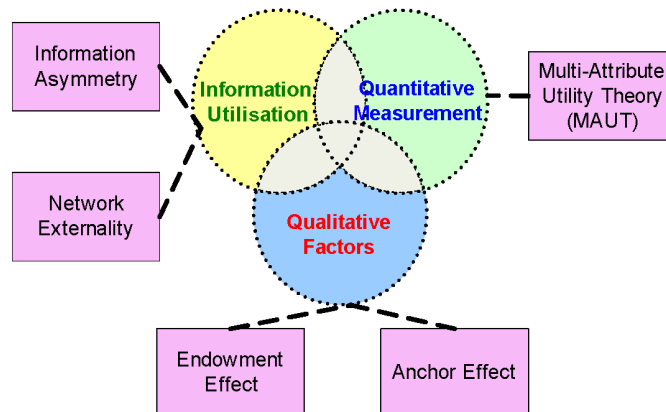 Information
Asymmetry
Information
Utilisation
Quantitative
Measurement
Multi-Attribute
Utility Theory
(MAUT)
Network
Externality
Qualitative
Factors
Endowment
Effect
Anchor Effect